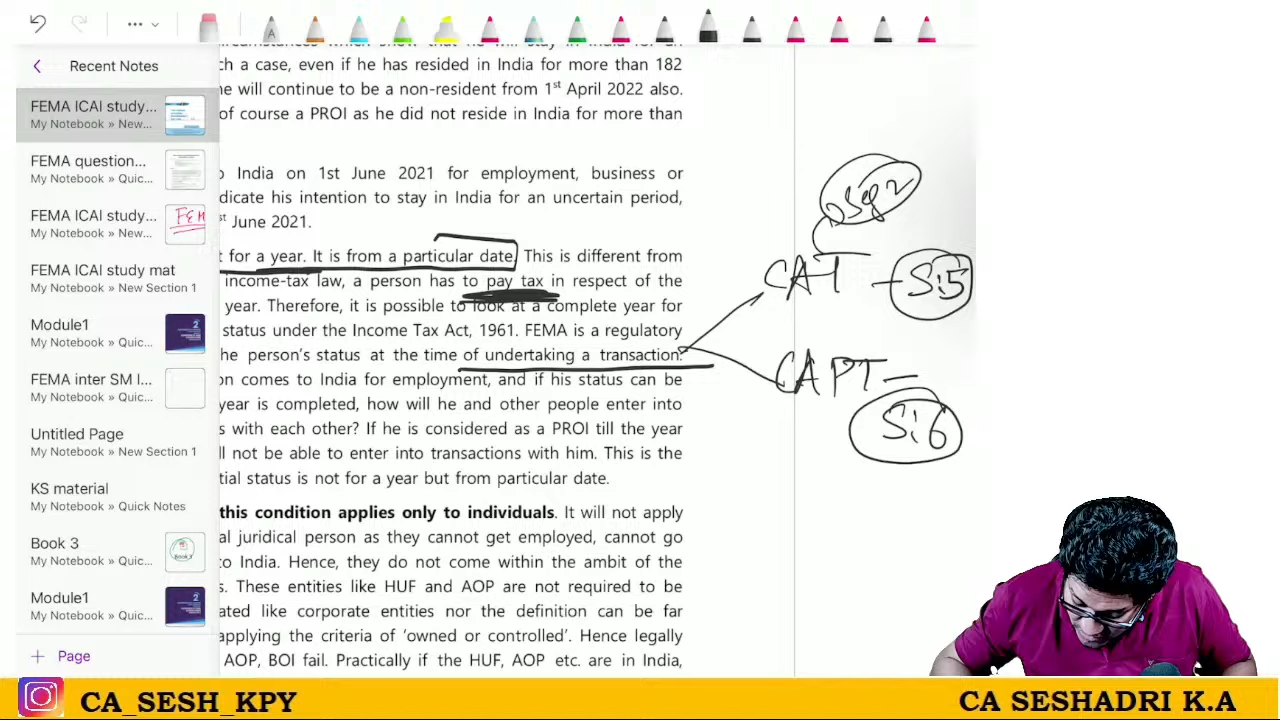 Recent Notes
FEMA ICAI study...
My Notebook » New...
FEMA question...
My Notebook » Quic...
FEMA ICAI study...
My Notebook » New...
FEM
FEMA ICAI study mat
My Notebook » New Section 1
Module1
My Notebook » Quic...
2
FEMA inter SM I...
My Notebook » Quic...
Untitled Page
My Notebook » New Section 1
KS material
My Notebook » Quick Notes
Book 3
My Notebook » Quic...
Module1
My Notebook » Quic...
+ Page
ch a case, even if he has resided in India for more than 182
ne will continue to be a non-resident from 1st April 2022 also.
of course a PROI as he did not reside in India for more than
o India on 1st June 2021 for employment, business or
dicate his intention to stay in India for an uncertain period,
st June 2021.
t for a year. It is from a particular date. This is different from
income-tax law, a person has to pay tax in respect of the
year. Therefore, it is possible to look at a complete year for
status under the Income Tax Act, 1961. FEMA is a regulatory
he person's status at the time of undertaking a transaction.
on comes to India for employment, and if his status can be
year is completed, how will he and other people enter into
s with each other? If he is considered as a PROI till the year
ll not be able to enter into transactions with him. This is the
tial status is not for a year but from particular date.
this condition applies only to individuals. It will not apply
al juridical person as they cannot get employed, cannot go
to India. Hence, they do not come within the ambit of the
s. These entities like HUF and AOP are not required to be
ated like corporate entities nor the definition can be far
applying the criteria of 'owned or controlled'. Hence legally
AOP, BOI fail. Practically if the HUF, AOP etc. are in India,
CAT - S:5
CAPT - S:6
CA_SESH_KPY
CA SESHADRI K.A